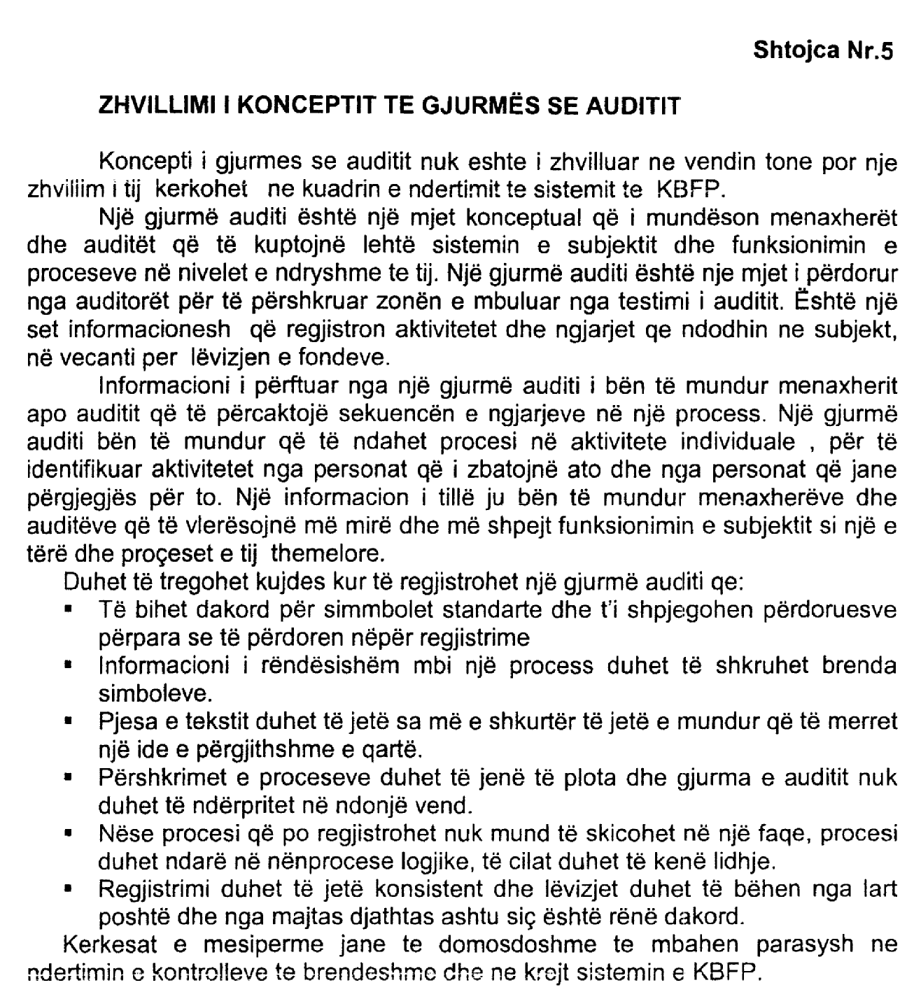 Shtojca Nr.5
ZHVILLIMI I KONCEPTIT TE GJURMËS SE AUDITIT
Koncepti i gjurmes se auditit nuk eshte i zhvilluar ne vendin tone por nje
zhvillim i tij kerkohet ne kuadrin e ndertimit te sistemit te KBFP.
Një gjurmë auditi është një mjet konceptual që i mundëson menaxherët
dhe auditët që të kuptojnë lehtë sistemin e subjektit dhe funksionimin e
proceseve në nivelet e ndryshme te tij. Një gjurmë auditi është nje mjet i përdorur
nga auditorët për të përshkruar zonën e mbuluar nga testimi i auditit. Është një
set informacionesh që regjistron aktivitetet dhe ngjarjet qe ndodhin ne subjekt,
në vecanti per lëvizjen e fondeve.
Informacioni i përftuar nga një gjurmë auditi i bën të mundur menaxherit
apo auditit që të përcaktojë sekuencën e ngjarjeve në një process. Një gjurmë
auditi bën të mundur që të ndahet procesi në aktivitete individuale , për të
identifikuar aktivitetet nga personat që i zbatojnë ato dhe nga personat që jane
përgjegjës për to. Një informacion i tillë ju bën të mundur menaxherëve dhe
auditëve që të vlerësojnë më mirë dhe më shpejt funksionimin e subjektit si një e
tërë dhe proçeset e tij themelore.
Duhet të tregohet kujdes kur të regjistrohet një gjurmë auditi qe:
▪ Të bihet dakord për simmbolet standarte dhe t'i shpjegohen përdoruesve
përpara se të përdoren nëpër regjistrime
▪ Informacioni i rëndësishëm mbi një process duhet të shkruhet brenda
simboleve.
▪ Pjesa e tekstit duhet të jetë sa më e shkurtër të jetë e mundur që të merret
një ide e përgjithshme e qartë.
▪ Përshkrimet e proceseve duhet të jenë të plota dhe gjurma e auditit nuk
duhet të ndërpritet në ndonjë vend.
▪ Nëse procesi që po regjistrohet nuk mund të skicohet në një faqe, procesi
duhet ndarë në nënprocese logjike, të cilat duhet të kenë lidhje.
▪ Regjistrimi duhet të jetë konsistent dhe lëvizjet duhet të bëhen nga lart
poshtë dhe nga majtas djathtas ashtu siç është rënë dakord.
Kerkesat e mesiperme jane te domosdoshme te mbahen parasysh ne
ndertimin e kontrolleve te brendeshme dhe ne krejt sistemin e KBFP.